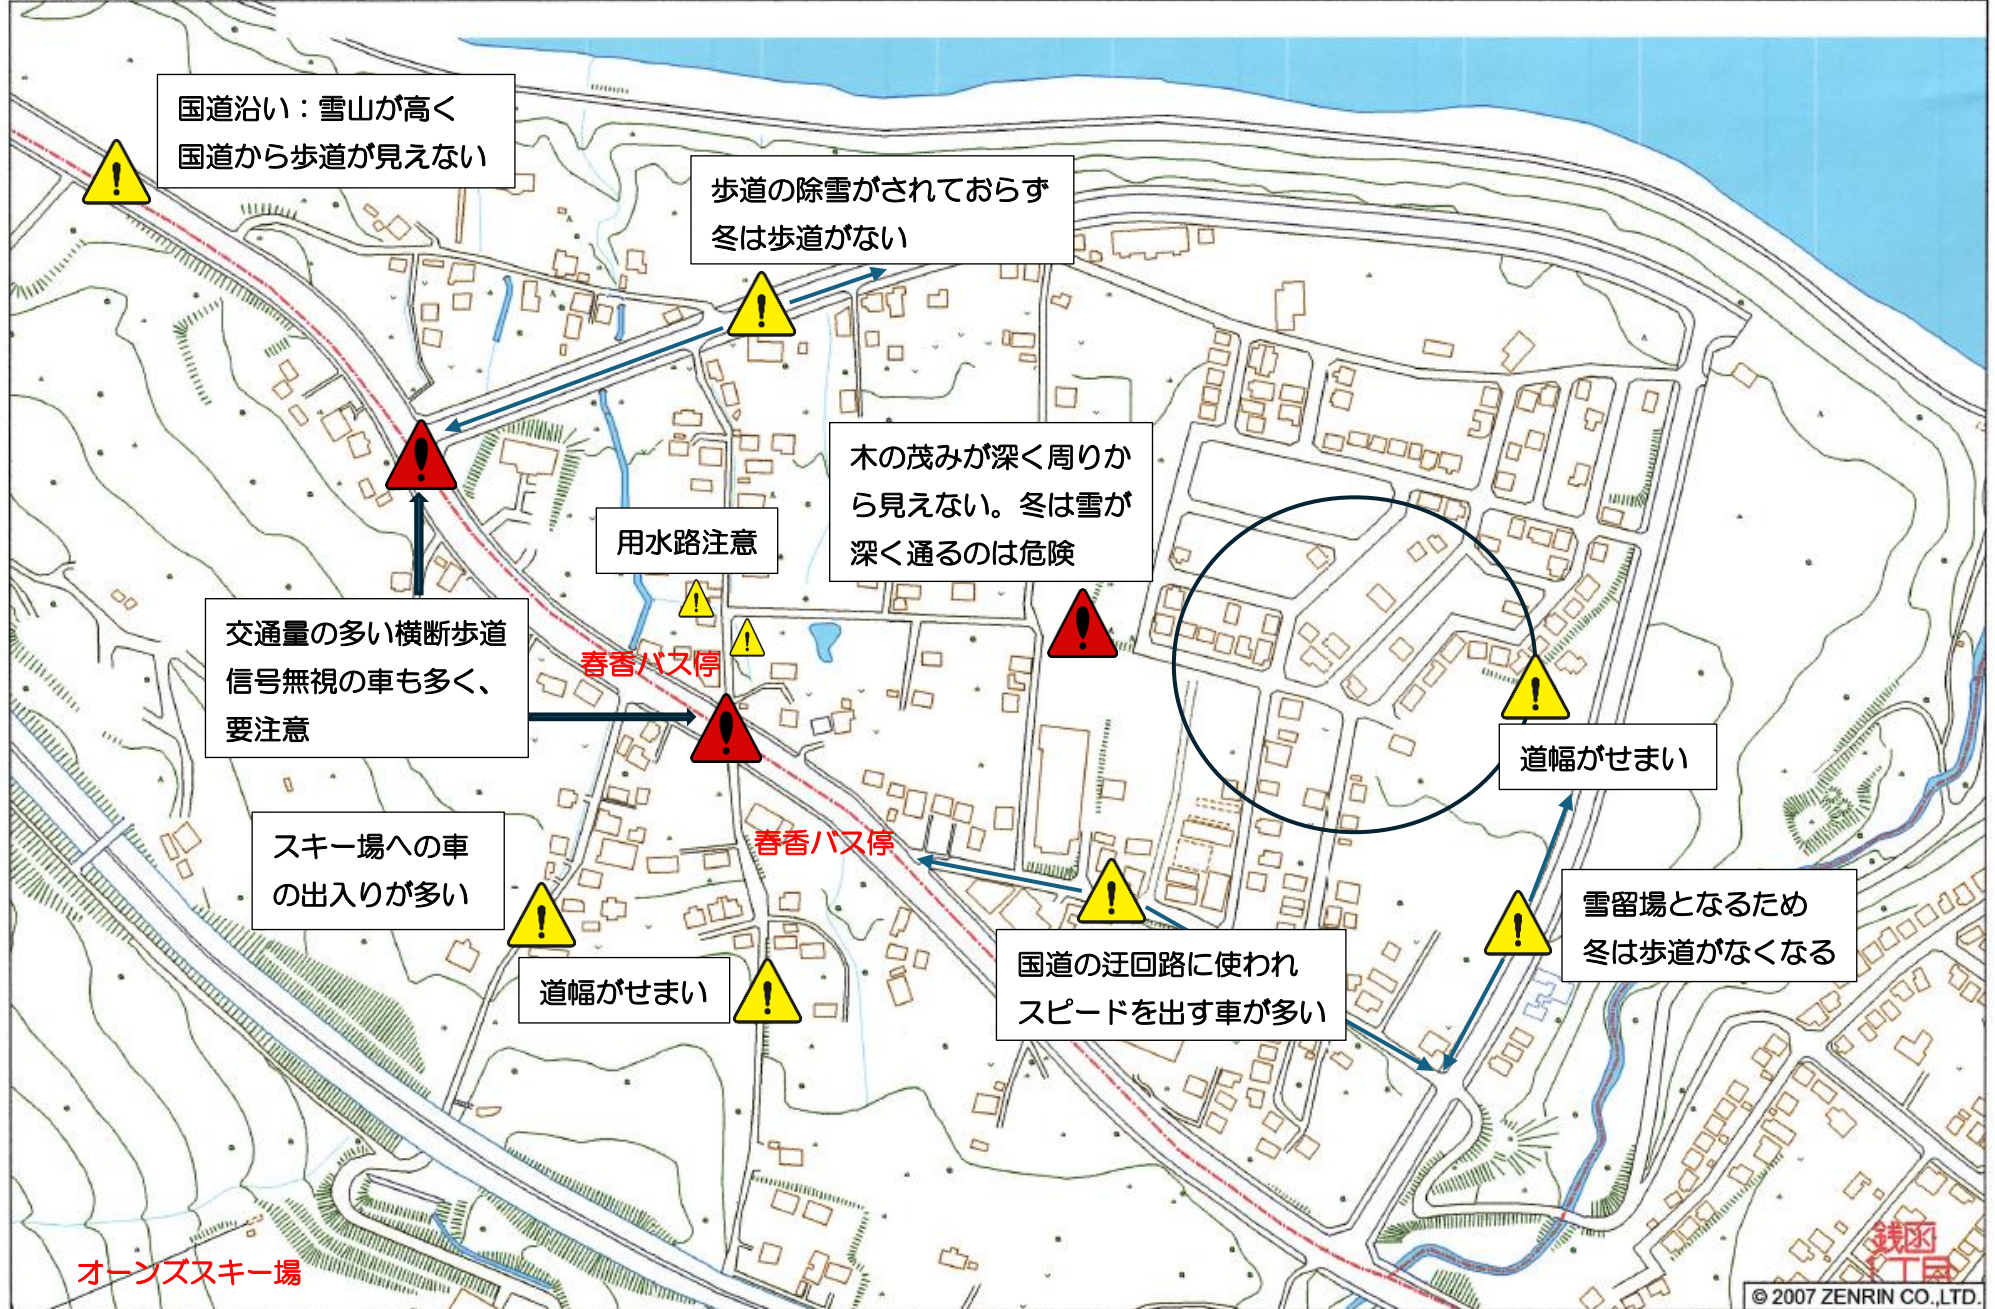 国道沿い：雪山が高く
国道から歩道が見えない
歩道の除雪がされておらず
冬は歩道がない
木の茂みが深く周りか
ら見えない。冬は雪が
深く通るのは危険
用水路注意
交通量の多い横断歩道
信号無視の車も多く、
要注意
春香バス停
道幅がせまい
スキー場への車
の出入りが多い
春香バス停
雪留場となるため
冬は歩道がなくなる
道幅がせまい
国道の迂回路に使われ
スピードを出す車が多い
オーンズスキー場
銭函
丁目
© 2007 ZENRIN CO.,LTD.